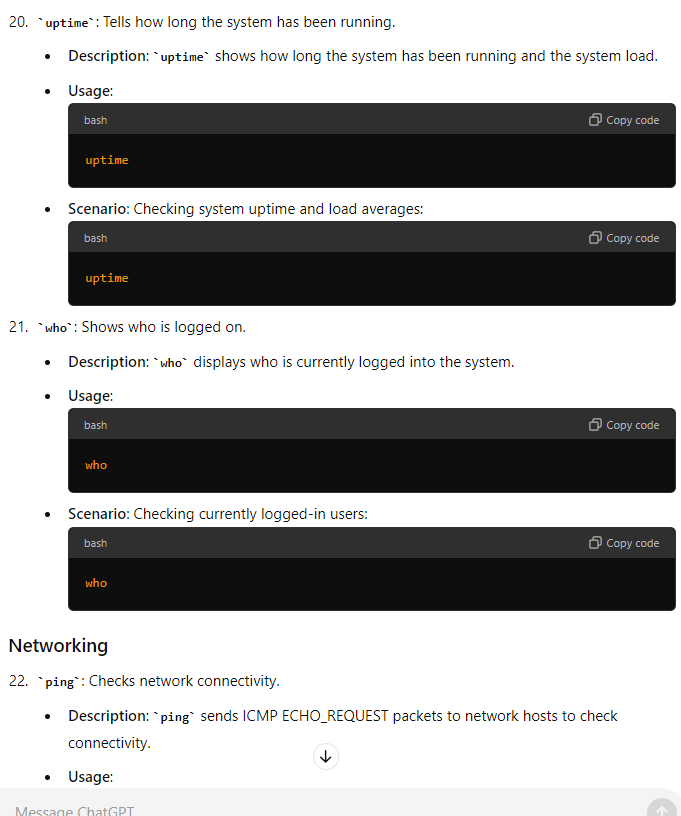 20. `uptime`: Tells how long the system has been running.
• Description: `uptime` shows how long the system has been running and the system load.
• Usage:
bash Copy code
uptime
• Scenario: Checking system uptime and load averages:
bash Copy code
uptime
21. `who`: Shows who is logged on.
• Description: `who` displays who is currently logged into the system.
• Usage:
bash Copy code
who
• Scenario: Checking currently logged-in users:
bash Copy code
who
Networking
22. `ping`: Checks network connectivity.
• Description: `ping` sends ICMP ECHO_REQUEST packets to network hosts to check
connectivity.
• Usage:
Message ChatGPT